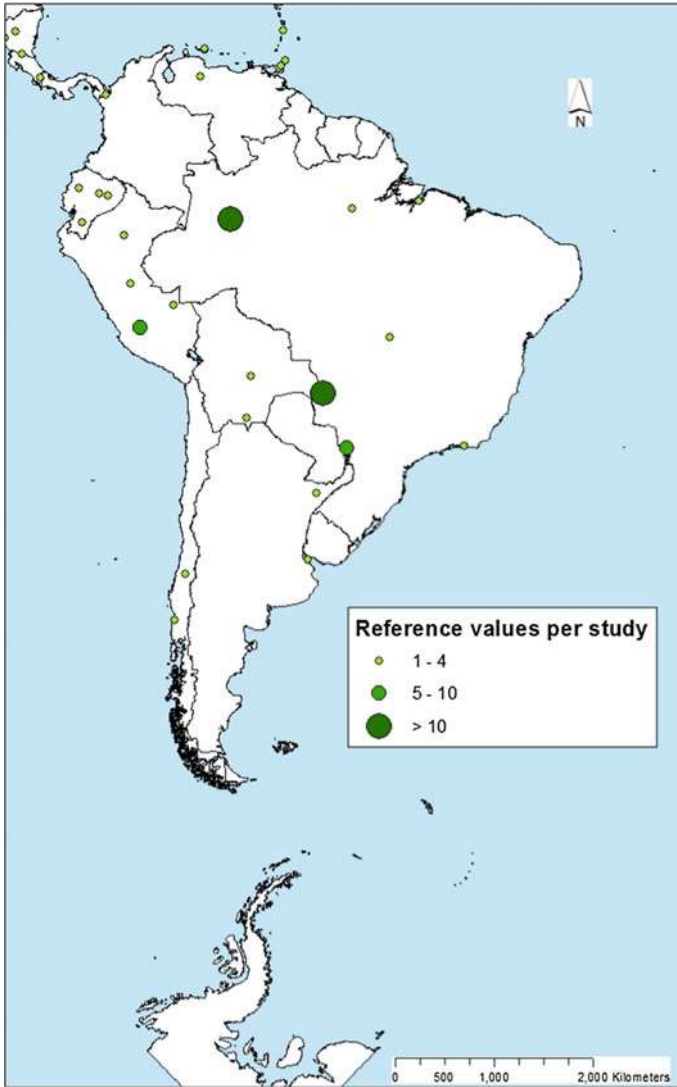 N
Reference values per study
1 - 4
5 - 10
> 10
0 500 1,000 2,000 Kilometers